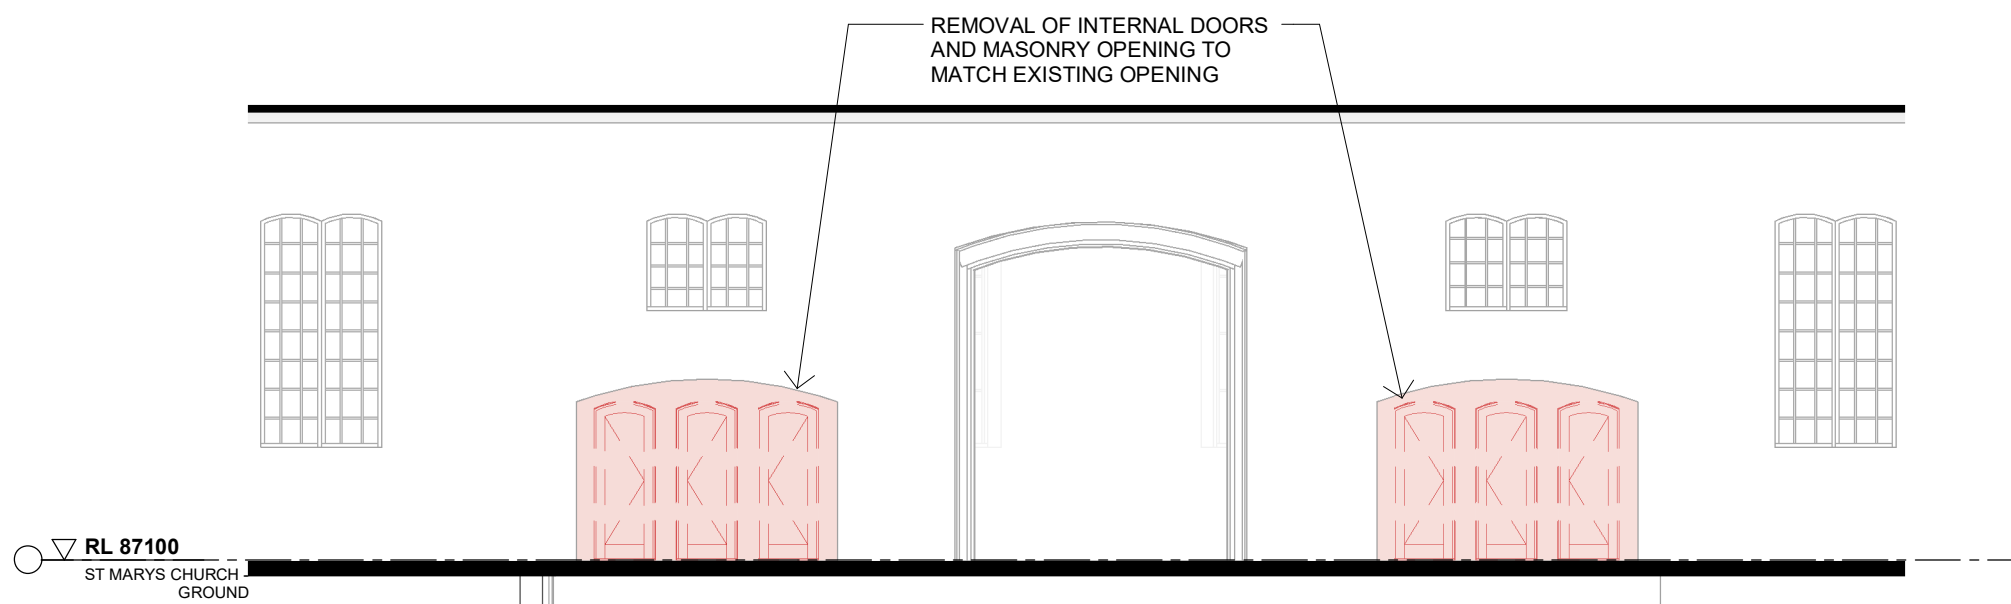 REMOVAL OF INTERNAL DOORS
AND MASONRY OPENING TO
MATCH EXISTING OPENING
RL 87100
ST MARYS CHURCH -
GROUND